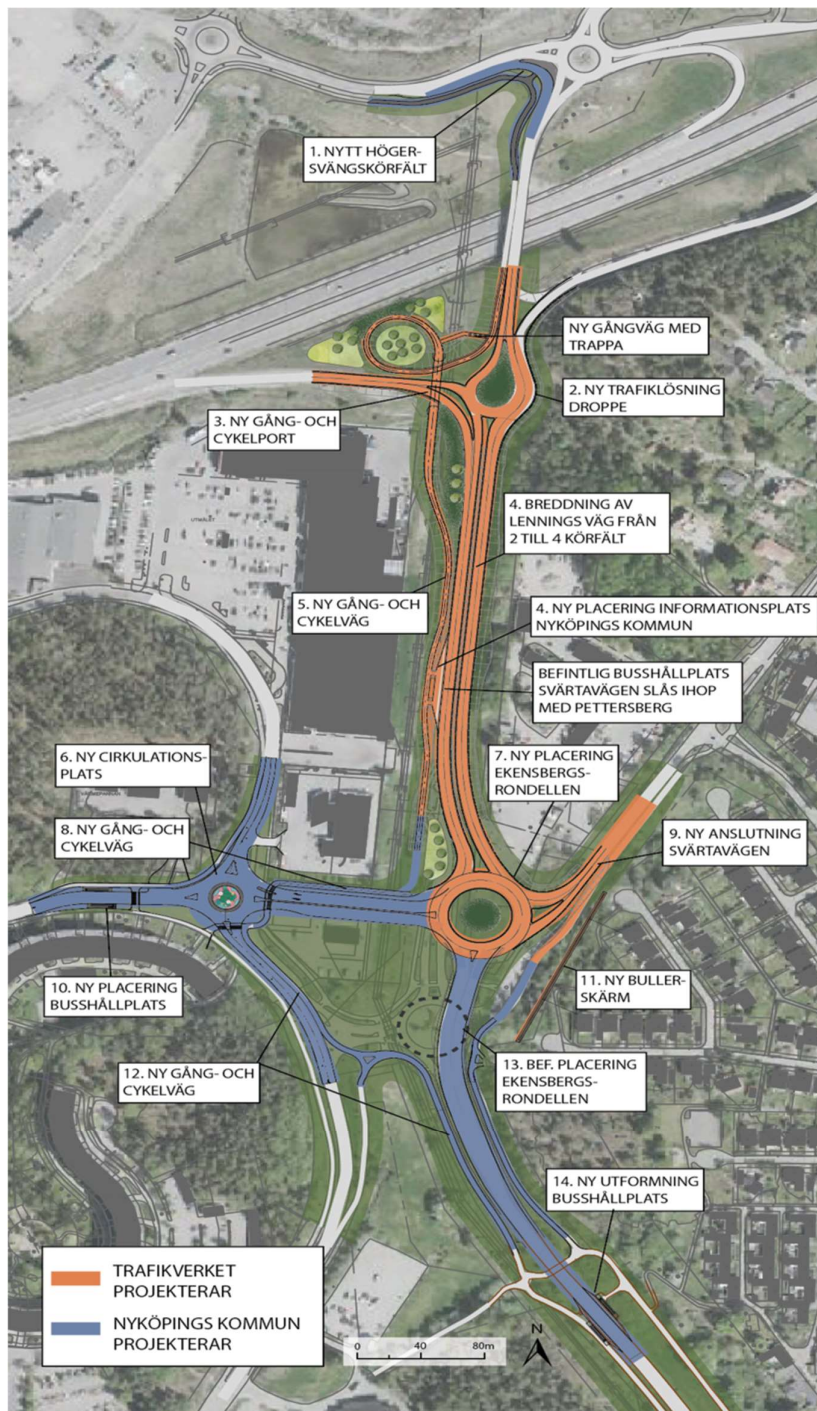 1. NYTT HÖGER-
SVÄNGSKÖRFÄLT
NY GÅNGVÄG MED
TRAPPA
2. NY TRAFIKLÖSNING
DROPPE
3. NY GÅNG- OCH
CYKELPORT
4. BREDDNING AV
LENNINGS VÄG FRÅN
2 TILL 4 KÖRFÄLT
5. NY GÅNG- OCH
CYKELVÄG
4. NY PLACERING INFORMATIONSPLATS
NYKÖPINGS KOMMUN
BEFINTLIG BUSSHÅLLPLATS
SVÄRTAVÄGEN SLÅS IHOP
MED PETTERSBERG
6. NY CIRKULATIONS-
PLATS
7. NY PLACERING
EKENSBERGS-
RONDELLEN
8. NY GÅNG- OCH
CYKELVÄG
9. NY ANSLUTNING
SVÄRTAVÄGEN
10. NY PLACERING
BUSSHÅLLPLATS
11. NY BULLER-
SKÄRM
12. NY GÅNG- OCH
CYKELVÄG
13. BEF. PLACERING
EKENSBERGS-
RONDELLEN
14. NY UTFORMNING
BUSSHÅLLPLATS
TRAFIKVERKET
PROJEKTERAR
NYKÖPINGS KOMMUN
PROJEKTERAR
0 40 80m
N